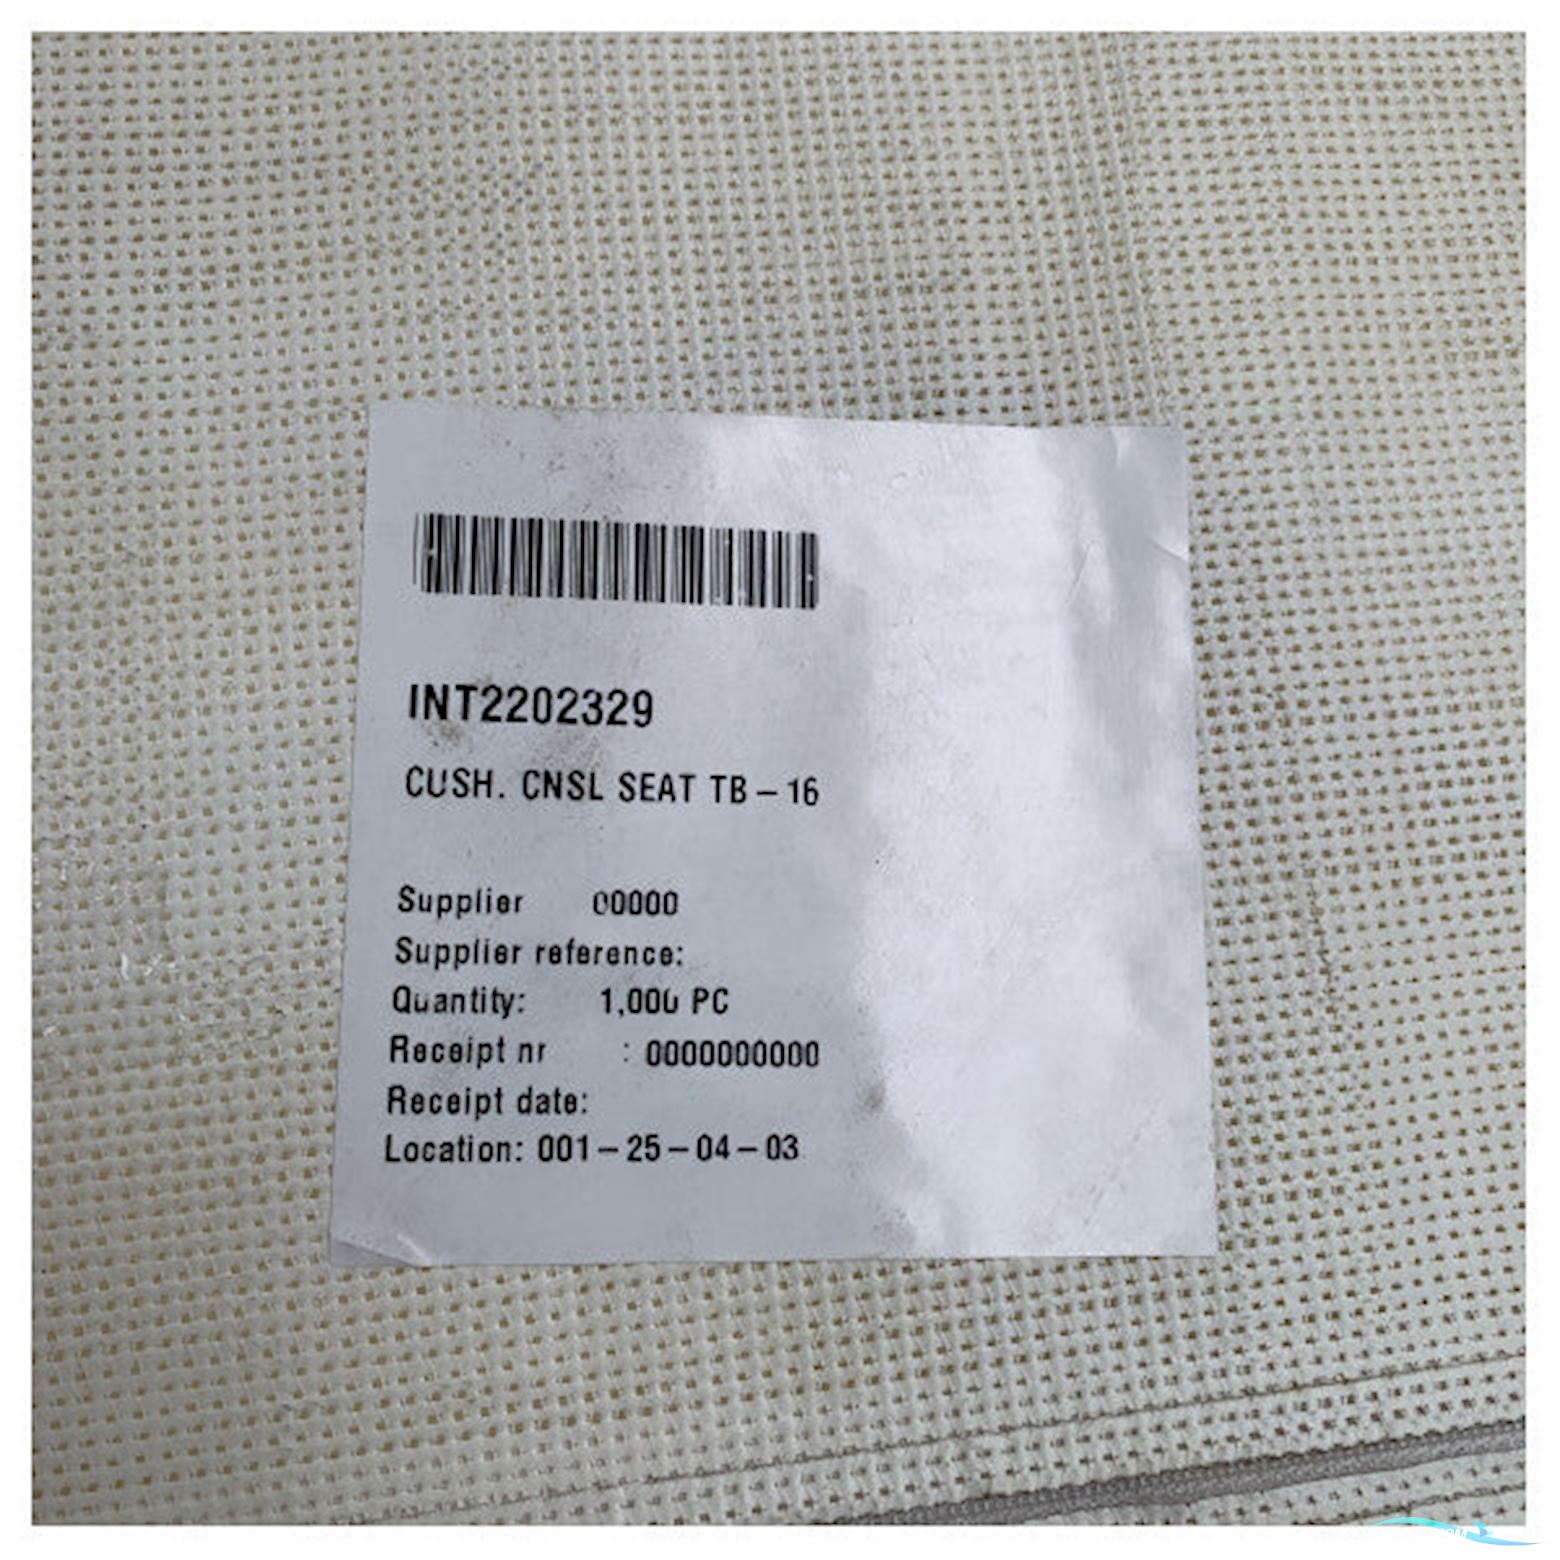 INT2202329
CUSH. CNSL SEAT TB-16
Supplier 00000
Supplier reference:
Quantity: 1,000 PC
Receipt nr : 0000000000
Receipt date:
Location: 001-25-04-03